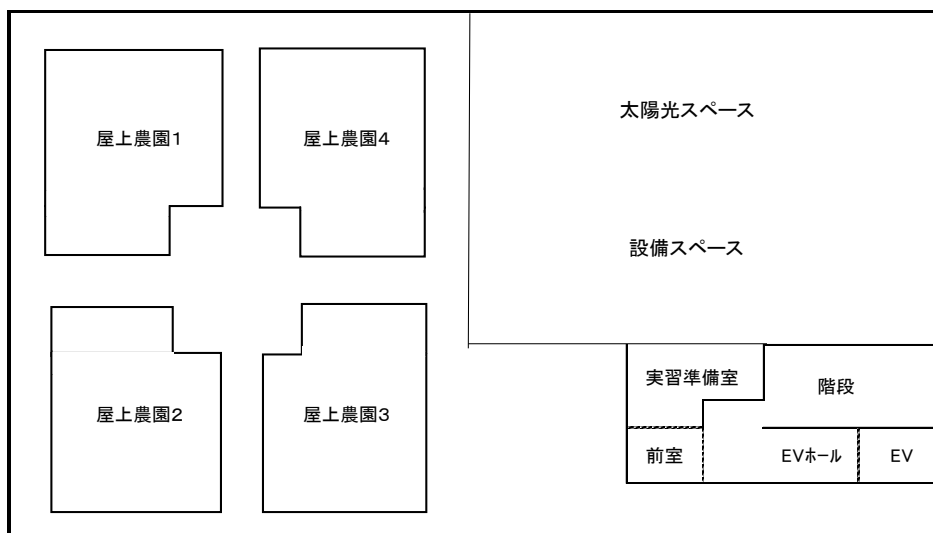 屋上農園1
屋上農園4
太陽光スペース
設備スペース
屋上農園2
屋上農園3
実習準備室
階段
前室
EVホール
EV